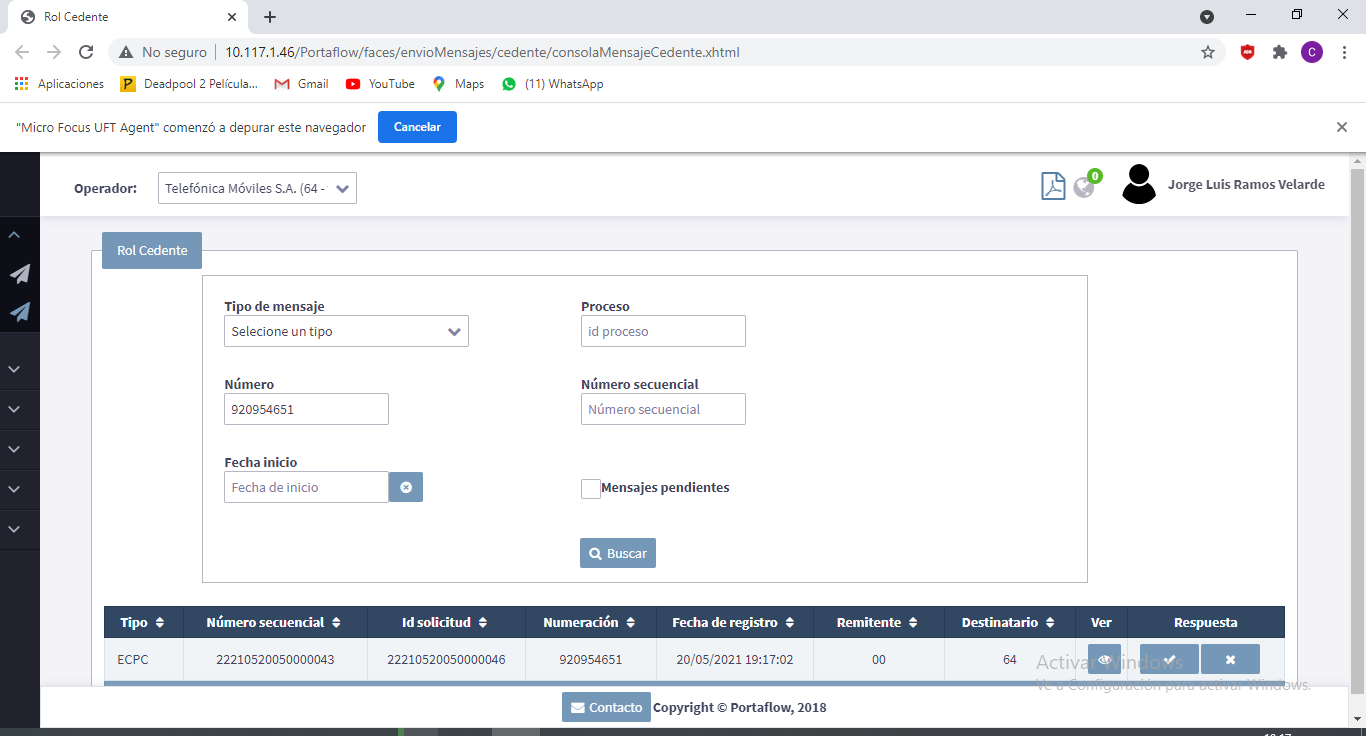 Rol Cedente
No seguro
10.117.1.46/Portaflow/faces/envioMensajes/cedente/consolaMensajeCedente.xhtml
C
Aplicaciones
Deadpool 2 Película...
Gmail
YouTube
Maps
(11) WhatsApp
"Micro Focus UFT Agent" comenzó a depurar este navegador
Cancelar
Operador:
Telefónica Móviles S.A. (64 -
0
Jorge Luis Ramos Velarde
Rol Cedente
Tipo de mensaje
Proceso
Selecione un tipo
id proceso
Número
Número secuencial
920954651
Número secuencial
Fecha inicio
Fecha de inicio
Mensajes pendientes
Buscar
Tipo Número secuencial Id solicitud Numeración Fecha de registro Remitente Destinatario Ver Respuesta
ECPC 22210520050000043 22210520050000046 920954651 20/05/2021 19:17:02 00 64
Activar Windows
Ve a Configuración para activar Windows.
Contacto
Copyright © Portaflow, 2018